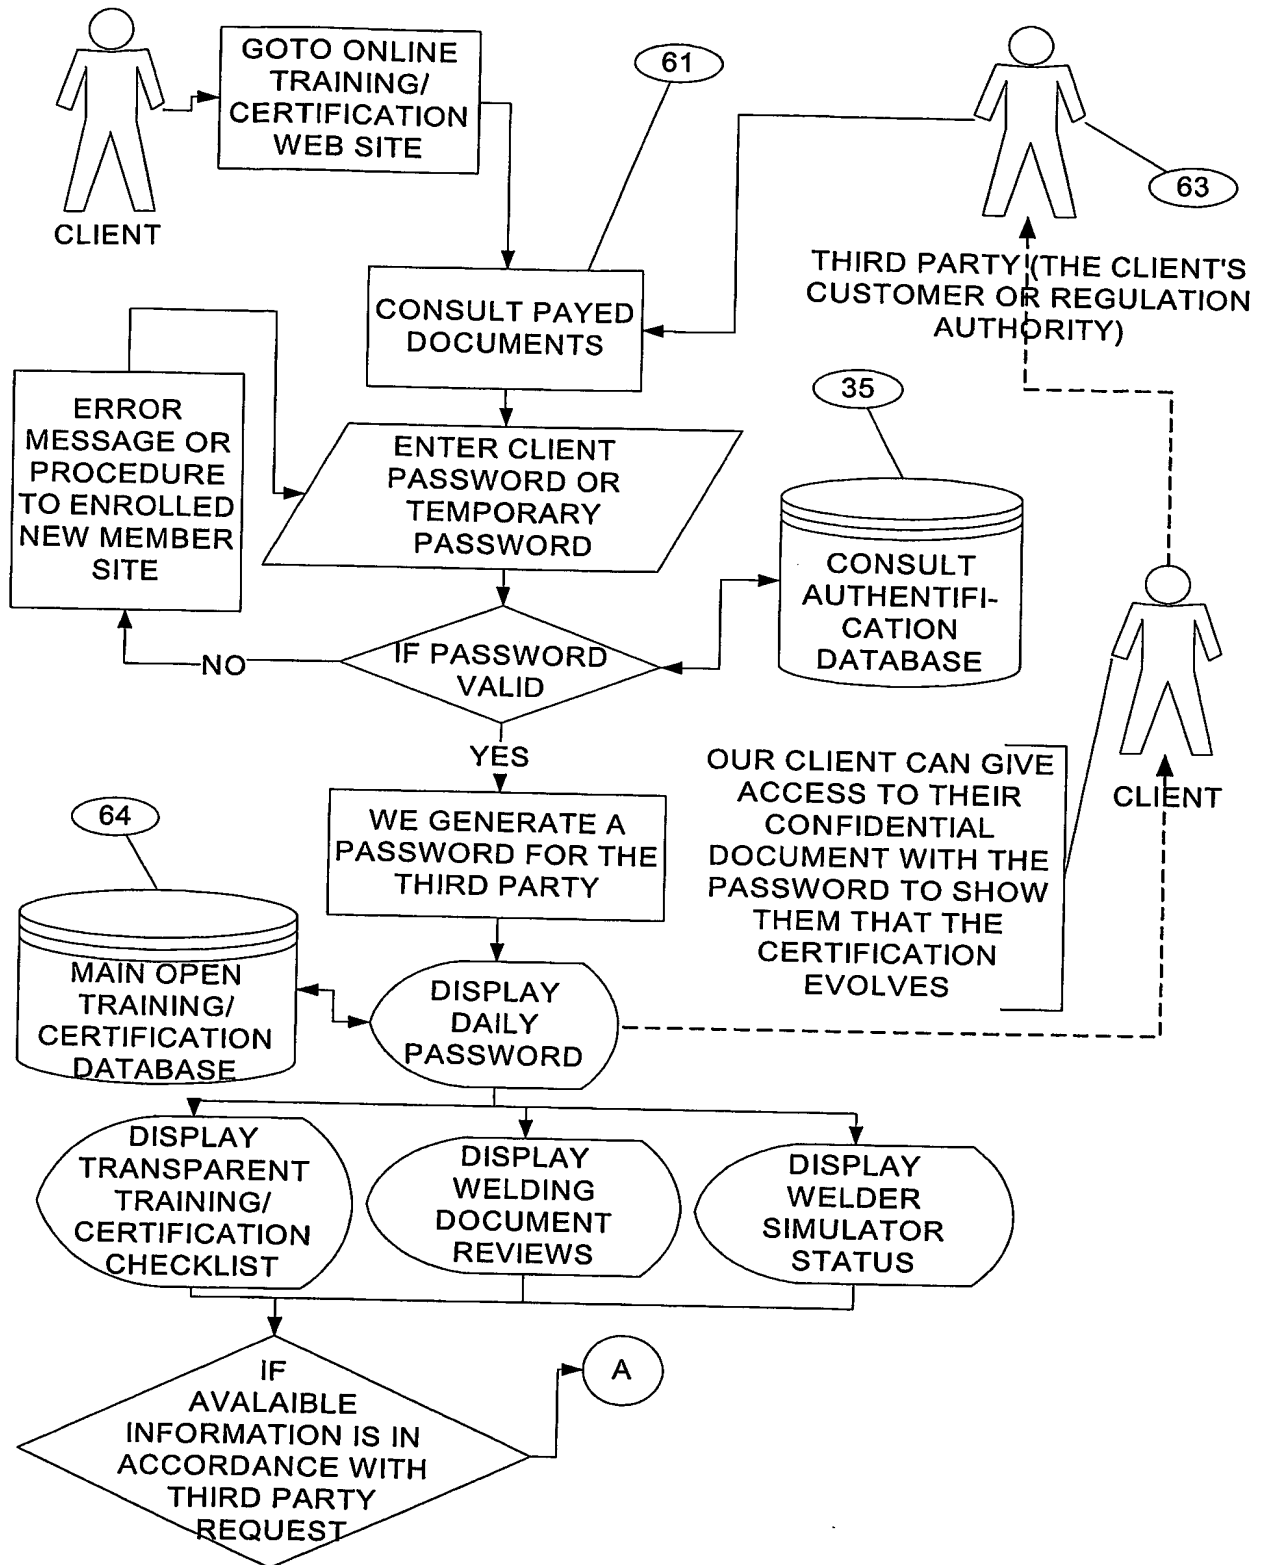 GOTO ONLINE
TRAINING/
CERTIFICATION
WEB SITE
61
63
CLIENT
THIRD PARTY (THE CLIENT'S
CUSTOMER OR REGULATION
AUTHORITY)
CONSULT PAYED
DOCUMENTS
35
ERROR
MESSAGE OR
PROCEDURE
TO ENROLLED
NEW MEMBER
SITE
ENTER CLIENT
PASSWORD OR
TEMPORARY
PASSWORD
CONSULT
AUTHENTIFI-
CATION
DATABASE
IF PASSWORD
VALID
NO
YES
OUR CLIENT CAN GIVE
ACCESS TO THEIR
CONFIDENTIAL
DOCUMENT WITH THE
PASSWORD TO SHOW
THEM THAT THE
CERTIFICATION
EVOLVES
CLIENT
64
WE GENERATE A
PASSWORD FOR THE
THIRD PARTY
MAIN OPEN
TRAINING/
CERTIFICATION
DATABASE
DISPLAY
DAILY
PASSWORD
DISPLAY
TRANSPARENT
TRAINING/
CERTIFICATION
CHECKLIST
DISPLAY
WELDING
DOCUMENT
REVIEWS
DISPLAY
WELDER
SIMULATOR
STATUS
IF
AVALAIBLE
INFORMATION IS IN
ACCORDANCE WITH
THIRD PARTY
REQUEST
A